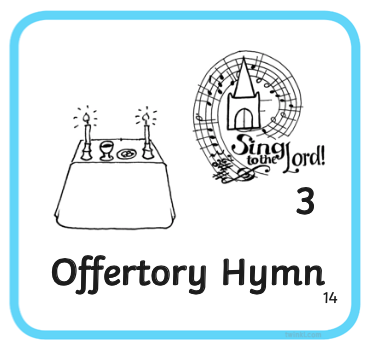 Sing
to the Lord!
3
Offertory Hymn
14